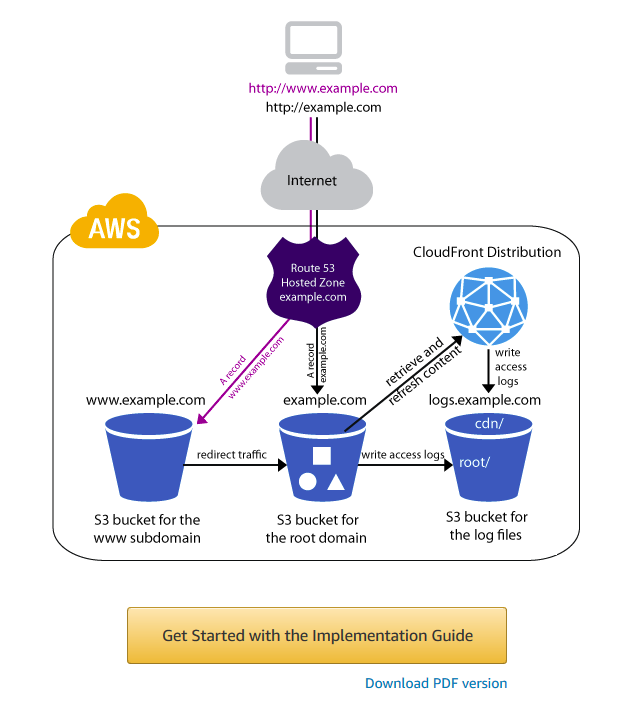 http://www.example.com
http://example.com
Internet
AWS
Route 53
Hosted Zone
example.com
CloudFront Distribution
A record
www.example.com
A record
example.com
retrieve and
refresh content
write
access
logs
www.example.com
example.com
logs.example.com
cdn/
redirect traffic
write access logs
root/
S3 bucket for the
www subdomain
S3 bucket for
the root domain
S3 bucket for
the log files
Get Started with the Implementation Guide
Download PDF version